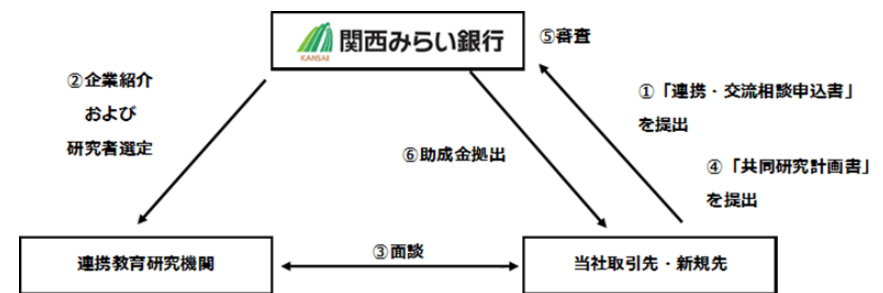 KANSAI
関西みらい銀行
⑤審査
②企業紹介
および
研究者選定
①「連携・交流相談申込書」
を提出
⑥助成金拠出
④「共同研究計画書」
を提出
連携教育研究機関
③面談
当社取引先・新規先